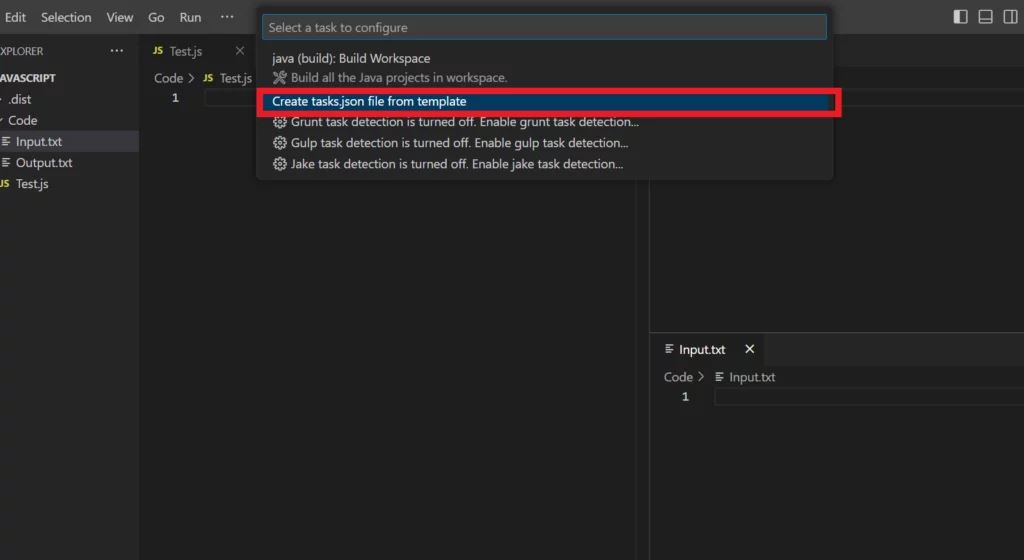 Edit Selection View Go Run ···
Select a task to configure
java (build): Build Workspace
Build all the Java projects in workspace.
Create tasks.json file from template
Grunt task detection is turned off. Enable grunt task detection...
Gulp task detection is turned off. Enable gulp task detection...
Jake task detection is turned off. Enable jake task detection...
XPLORER ···
AVASCRIPT
.dist
Code
Input.txt
Output.txt
JS Test.js
JS Test.js
Code > JS Test.js
1
Input.txt
Code > Input.txt
1